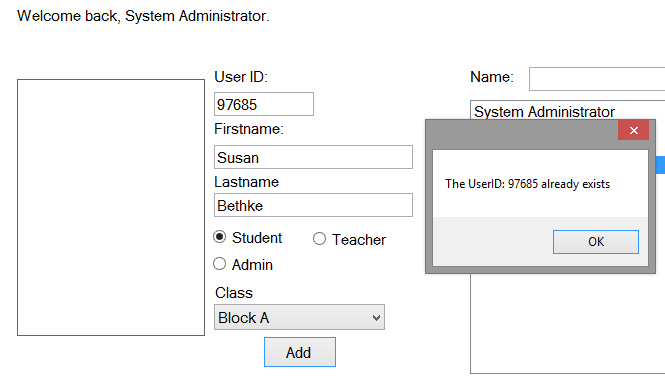 Welcome back, System Administrator.
User ID:
97685
Firstname:
Susan
Lastname
Bethke
Student
Teacher
Admin
Class
Block A
Add
Name:
System Administrator
The UserID: 97685 already exists
OK